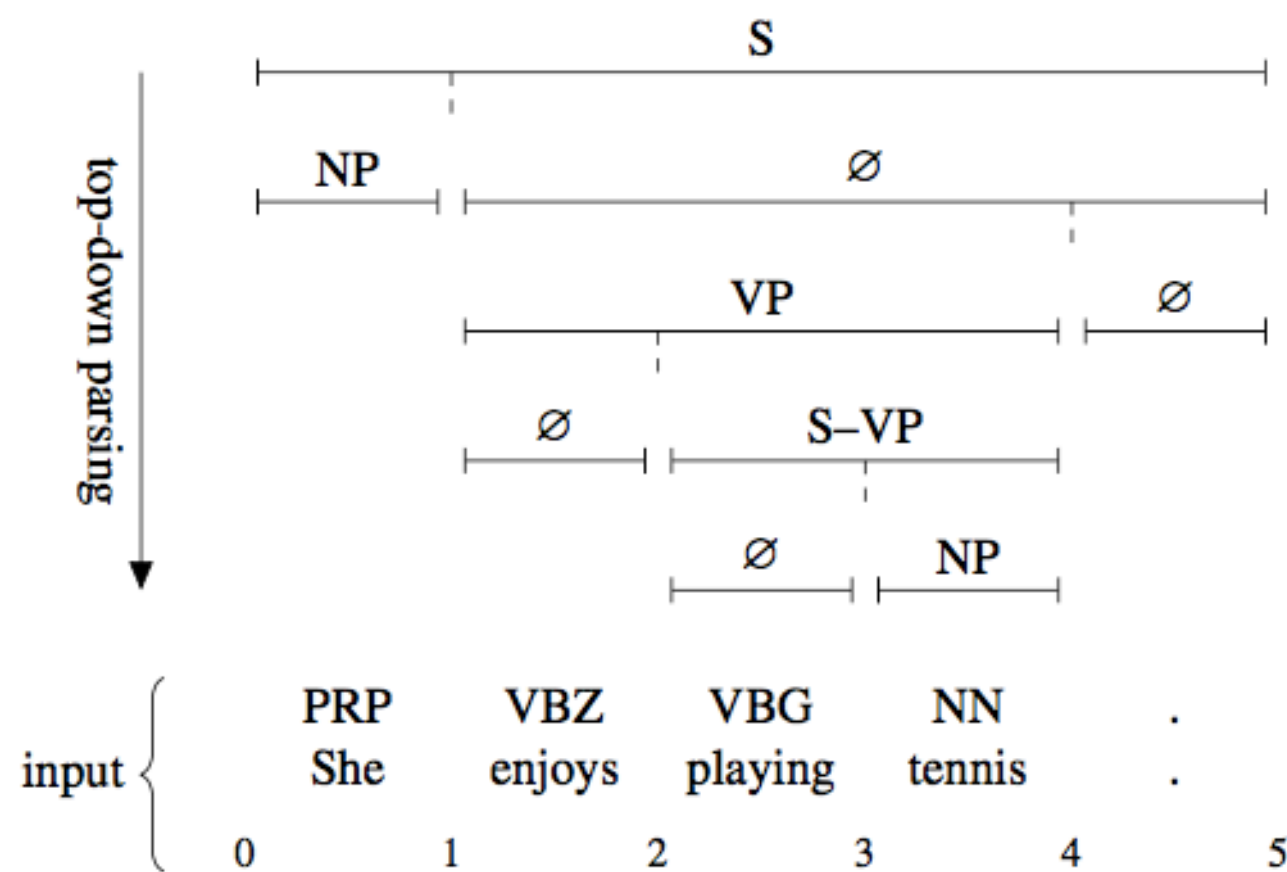 S
NP ∅
VP ∅
∅ S–VP
∅ NP
top-down parsing
PRP VBZ VBG NN .
input She enjoys playing tennis .
0 1 2 3 4 5